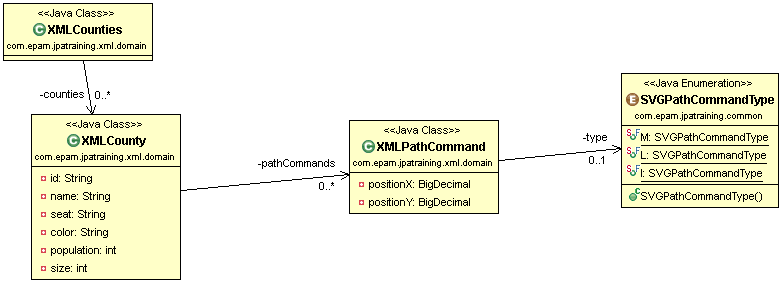 <<Java Class>>
XMLCounties
com.epam.jpatraining.xml.domain
-counties
0..*
<<Java Class>>
XMLCounty
com.epam.jpatraining.xml.domain
id: String
name: String
seat: String
color: String
population: int
size: int
-pathCommands
0..*
<<Java Class>>
XMLPathCommand
com.epam.jpatraining.xml.domain
positionX: BigDecimal
positionY: BigDecimal
-type
0..1
<<Java Enumeration>>
SVGPathCommandType
com.epam.jpatraining.common
M: SVGPathCommandType
L: SVGPathCommandType
l: SVGPathCommandType
SVGPathCommandType()